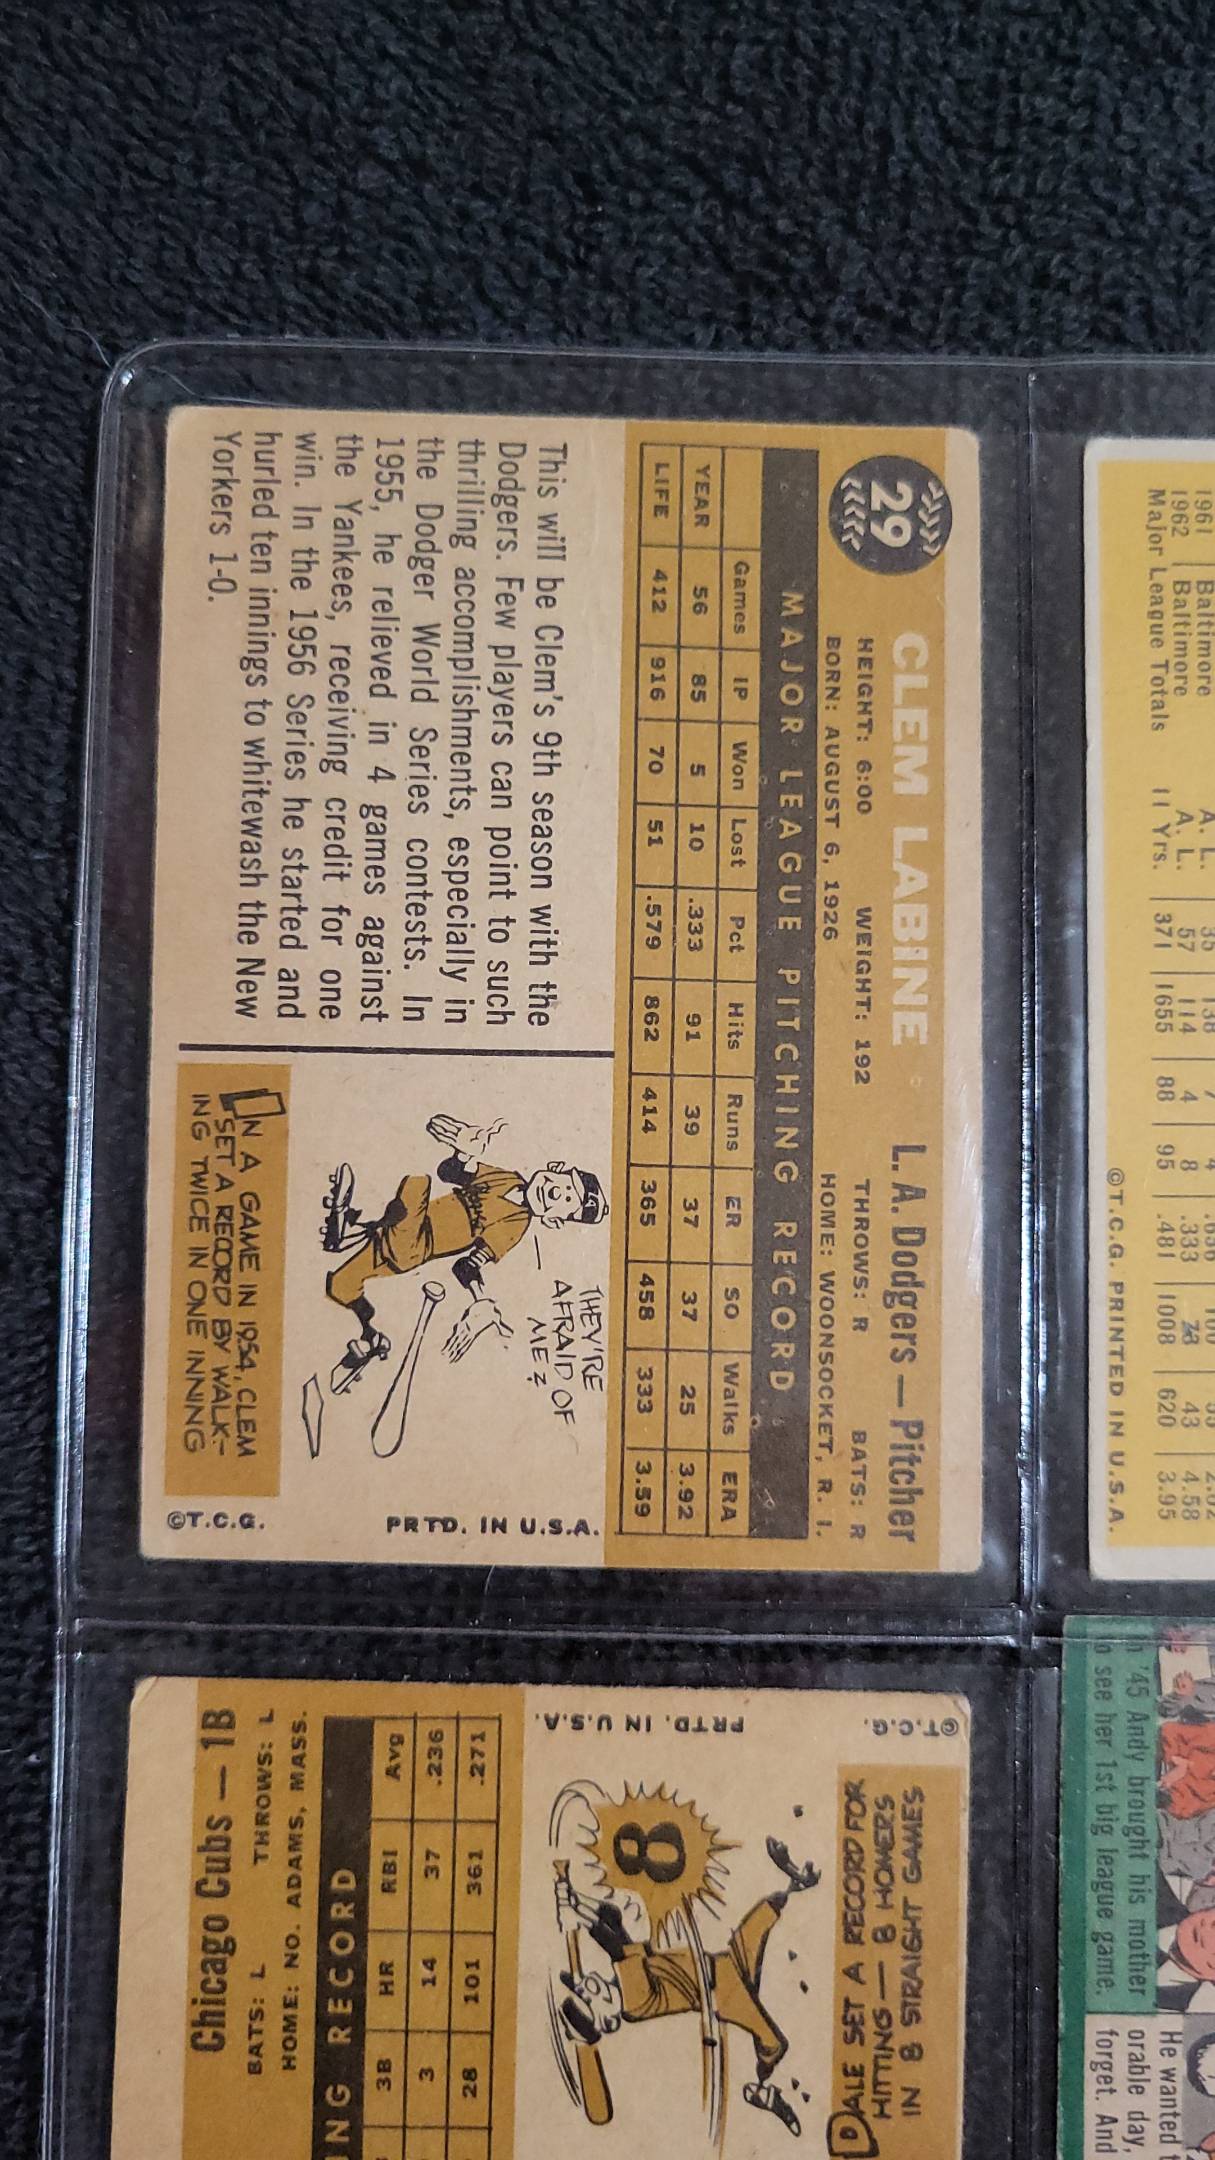 29
CLEM LABINE
L. A. Dodgers — Pitcher
HEIGHT: 6:00 WEIGHT: 192 THROWS: R BATS: R
BORN: AUGUST 6, 1926 HOME: WOONSOCKET, R. I.
MAJOR LEAGUE PITCHING RECORD
Games IP Won Lost Pct Hits Runs ER SO Walks ERA
YEAR 56 85 5 10 .333 91 39 37 37 25 3.92
LIFE 412 916 70 51 .579 862 414 365 458 333 3.59
This will be Clem's 9th season with the
Dodgers. Few players can point to such
thrilling accomplishments, especially in
the Dodger World Series contests. In
1955, he relieved in 4 games against
the Yankees, receiving credit for one
win. In the 1956 Series he started and
hurled ten innings to whitewash the New
Yorkers 1-0.
THEY'RE
AFRAID OF
ME?
IN A GAME IN 1954, CLEM
SET A RECORD BY WALK-
ING TWICE IN ONE INNING
PRTD. IN U.S.A.
©T.C.G.
1961 Baltimore A. L.
1962 Baltimore A. L. 57 114 4 8 .333 43 4.58
Major League Totals 11 Yrs. 371 1655 88 95 .481 1008 620 3.95
©T.C.G. PRINTED IN U.S.A.
Chicago Cubs — 1B
BATS: L THROWS: L
HOME: NO. ADAMS, MASS.
ING RECORD
3B HR RBI Avg
3 14 37 .236
28 101 361 .271
8
DALE SET A RECORD FOR
HITTING — 8 HOMERS
IN 8 STRAIGHT GAMES
PRTD. IN U.S.A.
©T.C.G.
'45 Andy brought his mother
see her 1st big league game.
He wanted
orable day,
forget. And